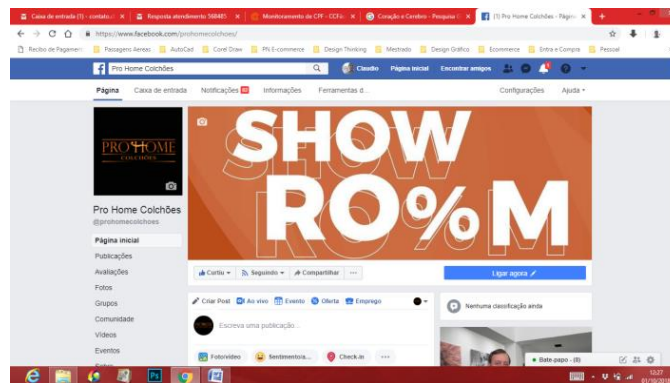 Caixa de entrada (1) - contato.c
Resposta atendimento 568485
Monitoramento de CPF - CCFá
Coração e Cerebro - Pesquisa
(1) Pro Home Colchões - Página
https://www.facebook.com/prohomecolchoes/
Recibo de Pagamen
Passagens Aereas
AutoCad
Corel Draw
PN E-commerce
Design Thinking
Mestrado
Design Gráfico
Ecommerce
Entra e Compra
Pessoal
Pro Home Colchões
Claudio
Página inicial
Encontrar amigos
Página
Caixa de entrada
Notificações
Informações
Ferramentas d...
Configurações
Ajuda
PROHOME
COLCHÕES
SHOW
RO%M
Pro Home Colchões
@prohomecolchoes
Página inicial
Publicações
Avaliações
Fotos
Grupos
Comunidade
Vídeos
Eventos
Curtiu
Seguindo
Compartilhar
Ligar agora
Criar Post
Ao vivo
Evento
Oferta
Emprego
Escreva uma publicação...
Foto/vídeo
Sentimento/a...
Check-in
Nenhuma classificação ainda
Bate-papo - (0)
12:27